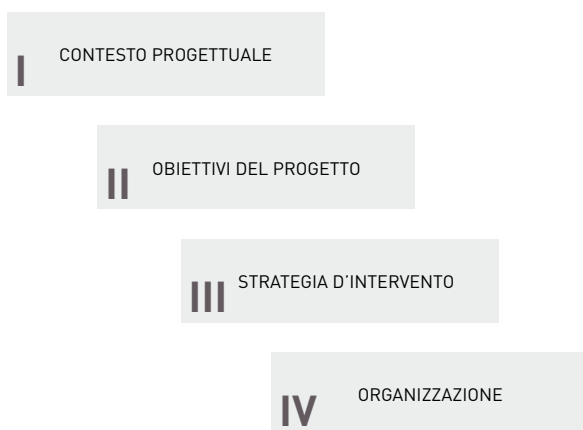 I CONTESTO PROGETTUALE
II OBIETTIVI DEL PROGETTO
III STRATEGIA D'INTERVENTO
IV ORGANIZZAZIONE